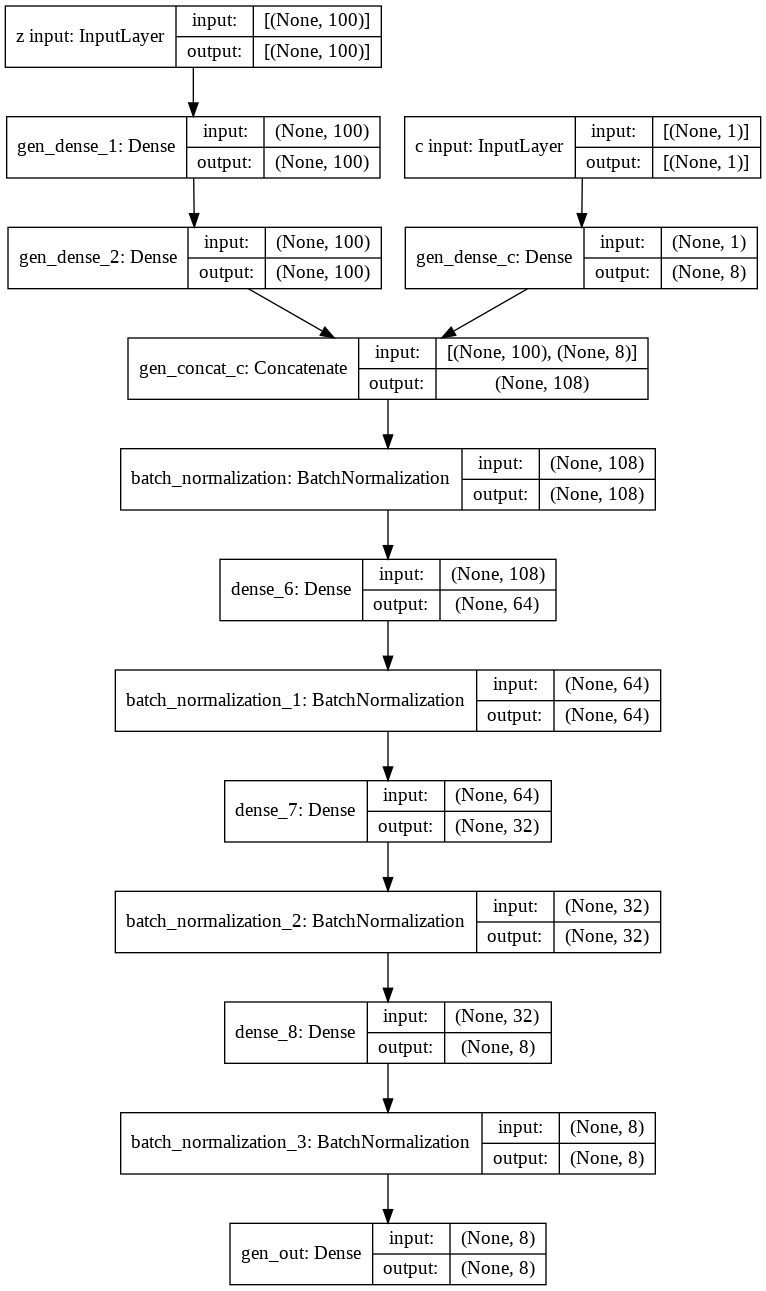 z input: InputLayer
input: [(None, 100)]
output: [(None, 100)]
gen_dense_1: Dense
input: (None, 100)
output: (None, 100)
c input: InputLayer
input: [(None, 1)]
output: [(None, 1)]
gen_dense_2: Dense
input: (None, 100)
output: (None, 100)
gen_dense_c: Dense
input: (None, 1)
output: (None, 8)
gen_concat_c: Concatenate
input: [(None, 100), (None, 8)]
output: (None, 108)
batch_normalization: BatchNormalization
input: (None, 108)
output: (None, 108)
dense_6: Dense
input: (None, 108)
output: (None, 64)
batch_normalization_1: BatchNormalization
input: (None, 64)
output: (None, 64)
dense_7: Dense
input: (None, 64)
output: (None, 32)
batch_normalization_2: BatchNormalization
input: (None, 32)
output: (None, 32)
dense_8: Dense
input: (None, 32)
output: (None, 8)
batch_normalization_3: BatchNormalization
input: (None, 8)
output: (None, 8)
gen_out: Dense
input: (None, 8)
output: (None, 8)